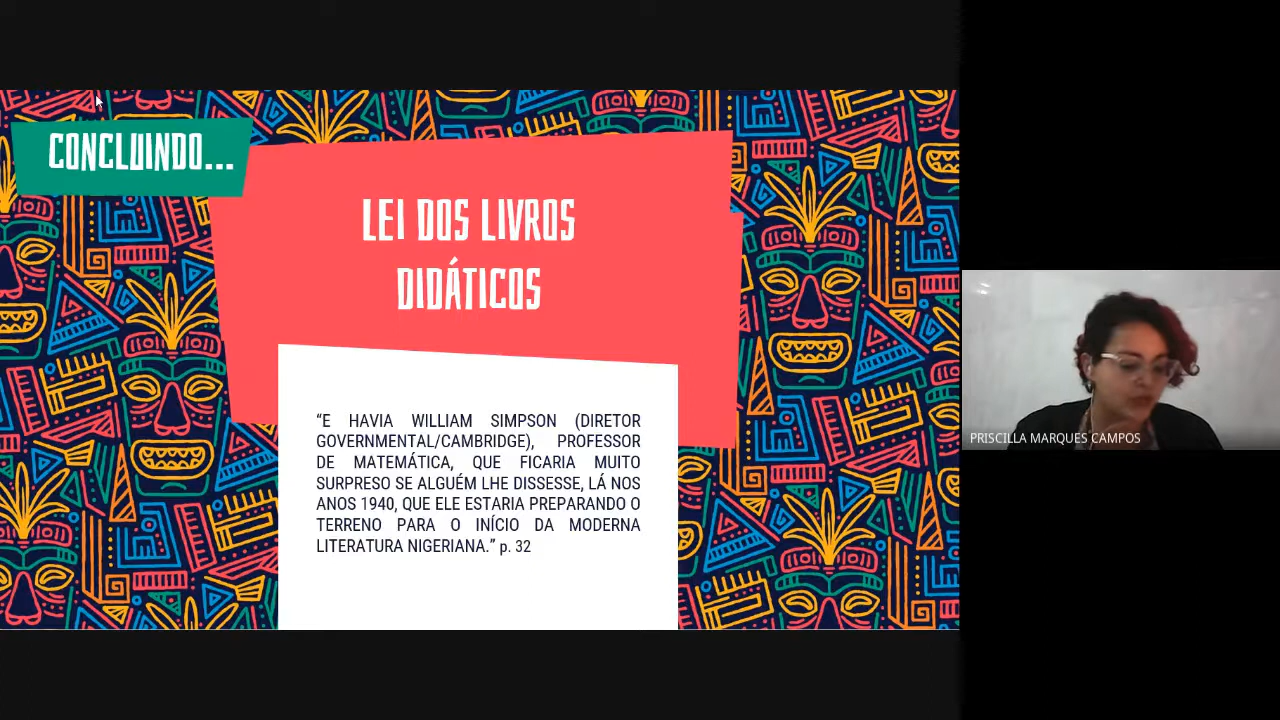 CONCLUINDO...
LEI DOS LIVROS
DIDÁTICOS
“E HAVIA WILLIAM SIMPSON (DIRETOR
GOVERNMENTAL/CAMBRIDGE), PROFESSOR
DE MATEMÁTICA, QUE FICARIA MUITO
SURPRESO SE ALGUÉM LHE DISSESSE, LÁ NOS
ANOS 1940, QUE ELE ESTARIA PREPARANDO O
TERRENO PARA O INÍCIO DA MODERNA
LITERATURA NIGERIANA.” p. 32
PRISCILLA MARQUES CAMPOS